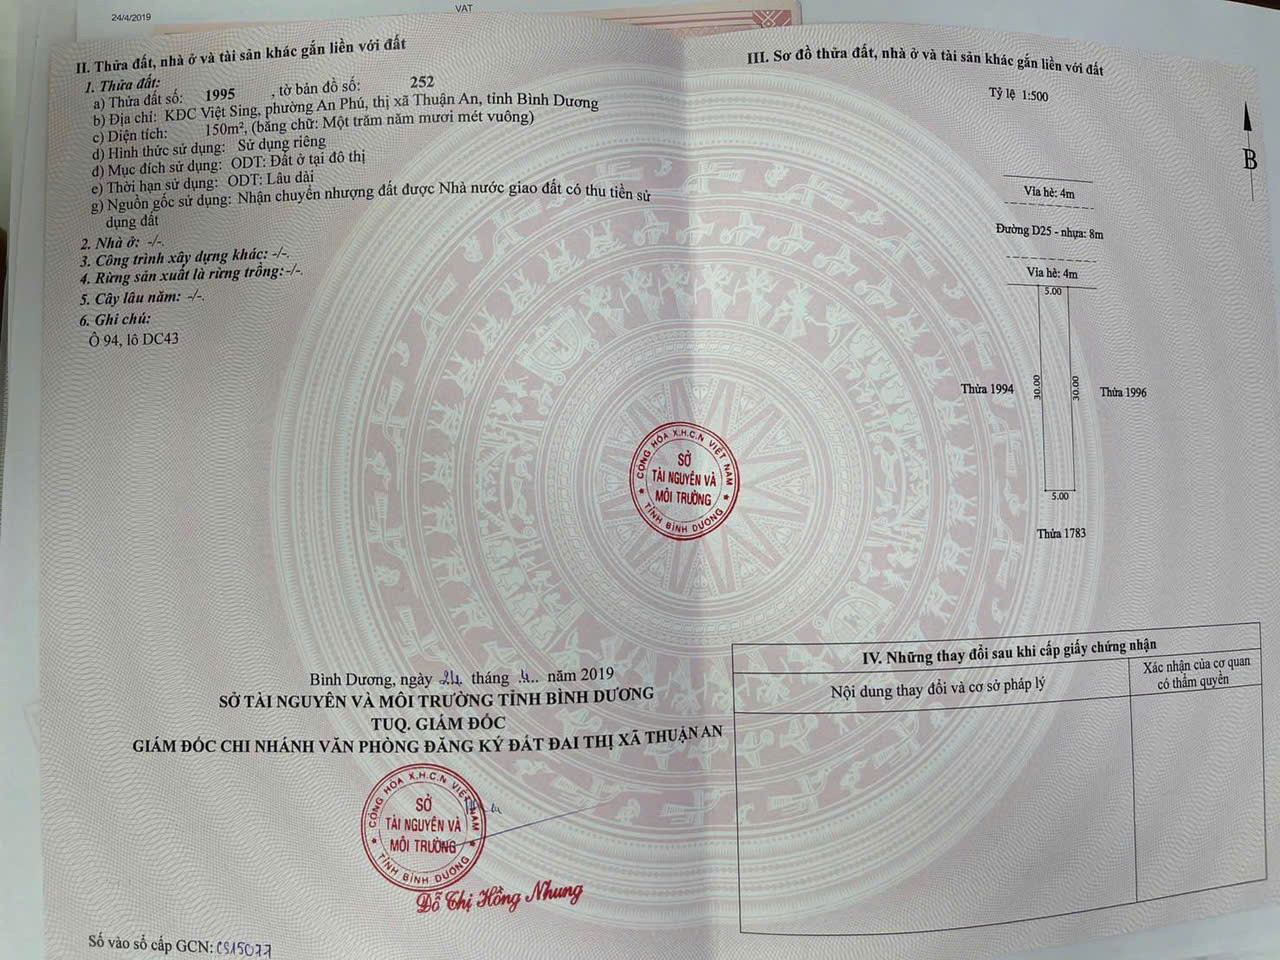 24/4/2019
VAT
II. Thửa đất, nhà ở và tài sản khác gắn liền với đất
1. Thửa đất:
a) Thửa đất số: 1995 , tờ bản đồ số: 252
b) Địa chỉ: KDC Việt Sing, phường An Phú, thị xã Thuận An, tỉnh Bình Dương
c) Diện tích: 150m², (bằng chữ: Một trăm năm mươi mét vuông)
d) Hình thức sử dụng: Sử dụng riêng
đ) Mục đích sử dụng: ODT: Đất ở tại đô thị
e) Thời hạn sử dụng: ODT: Lâu dài
g) Nguồn gốc sử dụng: Nhận chuyển nhượng đất được Nhà nước giao đất có thu tiền sử
dụng đất
2. Nhà ở: -/-.
3. Công trình xây dựng khác: -/-.
4. Rừng sản xuất là rừng trồng:-/-.
5. Cây lâu năm: -/-.
6. Ghi chú:
Ô 94, lô DC43
Bình Dương, ngày 24 tháng 4 năm 2019
SỞ TÀI NGUYÊN VÀ MÔI TRƯỜNG TỈNH BÌNH DƯƠNG
TUQ. GIÁM ĐỐC
GIÁM ĐỐC CHI NHÁNH VĂN PHÒNG ĐĂNG KÝ ĐẤT ĐAI THỊ XÃ THUẬN AN
CỘNG HÒA X.H.C.N VIỆT NAM
SỞ
TÀI NGUYÊN VÀ
MÔI TRƯỜNG
TỈNH BÌNH DƯƠNG
Đỗ Thị Hồng Nhung
Số vào sổ cấp GCN: CS15077
CỘNG HÒA X.H.C.N VIỆT NAM
SỞ
TÀI NGUYÊN VÀ
MÔI TRƯỜNG
TỈNH BÌNH DƯƠNG
III. Sơ đồ thửa đất, nhà ở và tài sản khác gắn liền với đất
Tỷ lệ 1:500
B
Vỉa hè: 4m
Đường D25 - nhựa: 8m
Vỉa hè: 4m
5.00
Thửa 1994
30.00
30.00
Thửa 1996
5.00
Thửa 1783
IV. Những thay đổi sau khi cấp giấy chứng nhận
Nội dung thay đổi và cơ sở pháp lý
Xác nhận của cơ quan
có thẩm quyền